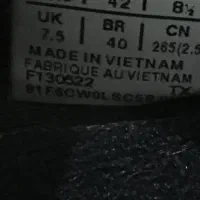 42 8½
UK BR CN
7.5 40 265(2.5
MADE IN VIETNAM
FABRIQUE AU VIETNAM
F130522 TX